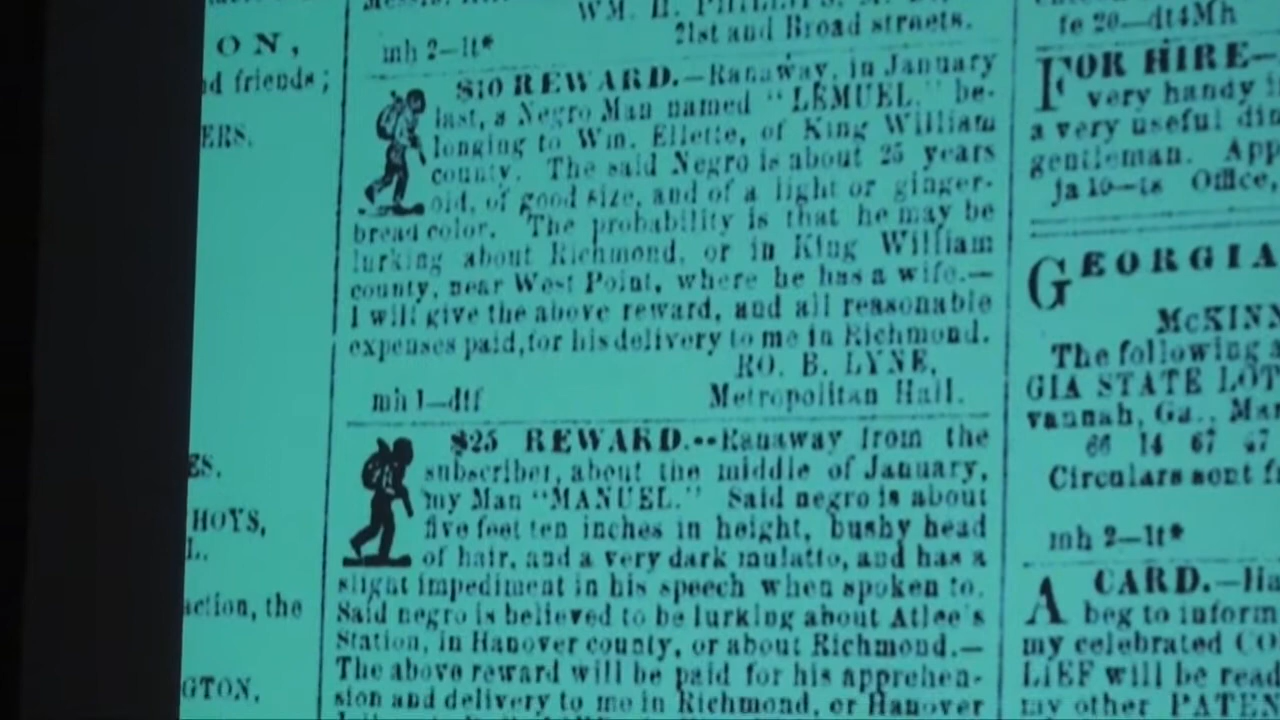 ON,
nd friends;
ERS.
ES.
HOYS,
L.
action, the
GTON.
WM. H. PHILLIPS, M. D.,
21st and Broad streets.
mh 2—1t*
$10 REWARD.—Ranaway, in January
last, a Negro Man named "LEMUEL," be-
longing to Wm. Ellette, of King William
county. The said Negro is about 25 years
old, of good size, and of a light or ginger-
bread color. The probability is that he may be
lurking about Richmond, or in King William
county, near West Point, where he has a wife.—
I will give the above reward, and all reasonable
expenses paid, for his delivery to me in Richmond.
RO. B. LYNE,
mh 1—dtf Metropolitan Hall.
$25 REWARD.--Ranaway from the
subscriber, about the middle of January,
my Man "MANUEL." Said negro is about
five feet ten inches in height, bushy head
of hair, and a very dark mulatto, and has a
slight impediment in his speech when spoken to.
Said negro is believed to be lurking about Atlee's
Station, in Hanover county, or about Richmond.—
The above reward will be paid for his apprehen-
sion and delivery to me in Richmond, or Hanover
fe 20—dt4Mh
FOR HIRE—
very handy
a very useful
gentleman. App
ja 10—ts Office,
GEORGIA
McKINN
The following a
GIA STATE LOT
vannah, Ga., Mar
66 14 67 47
Circulars sent f
mh 2—1t*
A CARD.—
beg to inform
my celebrated CO
LIEF will be read
my other PATEN